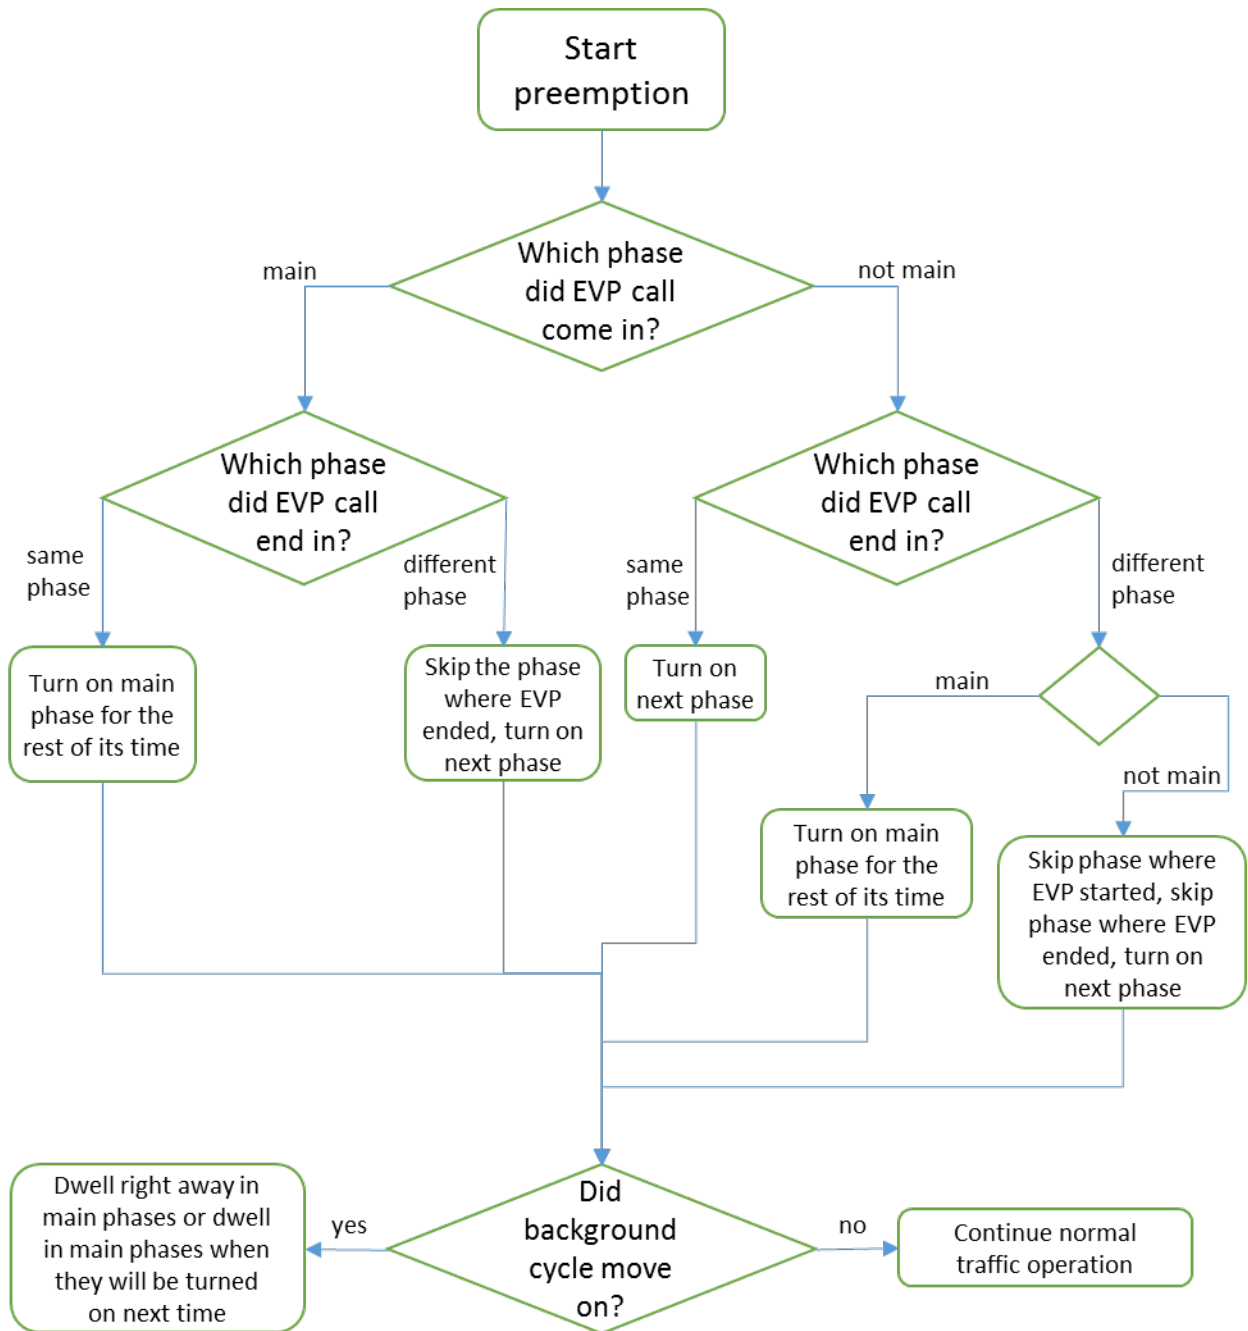 Start
preemption
Which phase
did EVP call
come in?
main
not main
Which phase
did EVP call
end in?
Which phase
did EVP call
end in?
same
phase
different
phase
same
phase
different
phase
Turn on main
phase for the
rest of its time
Skip the phase
where EVP
ended, turn on
next phase
Turn on
next phase
main
not main
Turn on main
phase for the
rest of its time
Skip phase where
EVP started, skip
phase where EVP
ended, turn on
next phase
Dwell right away in
main phases or dwell
in main phases when
they will be turned
on next time
yes
Did
background
cycle move
on?
no
Continue normal
traffic operation